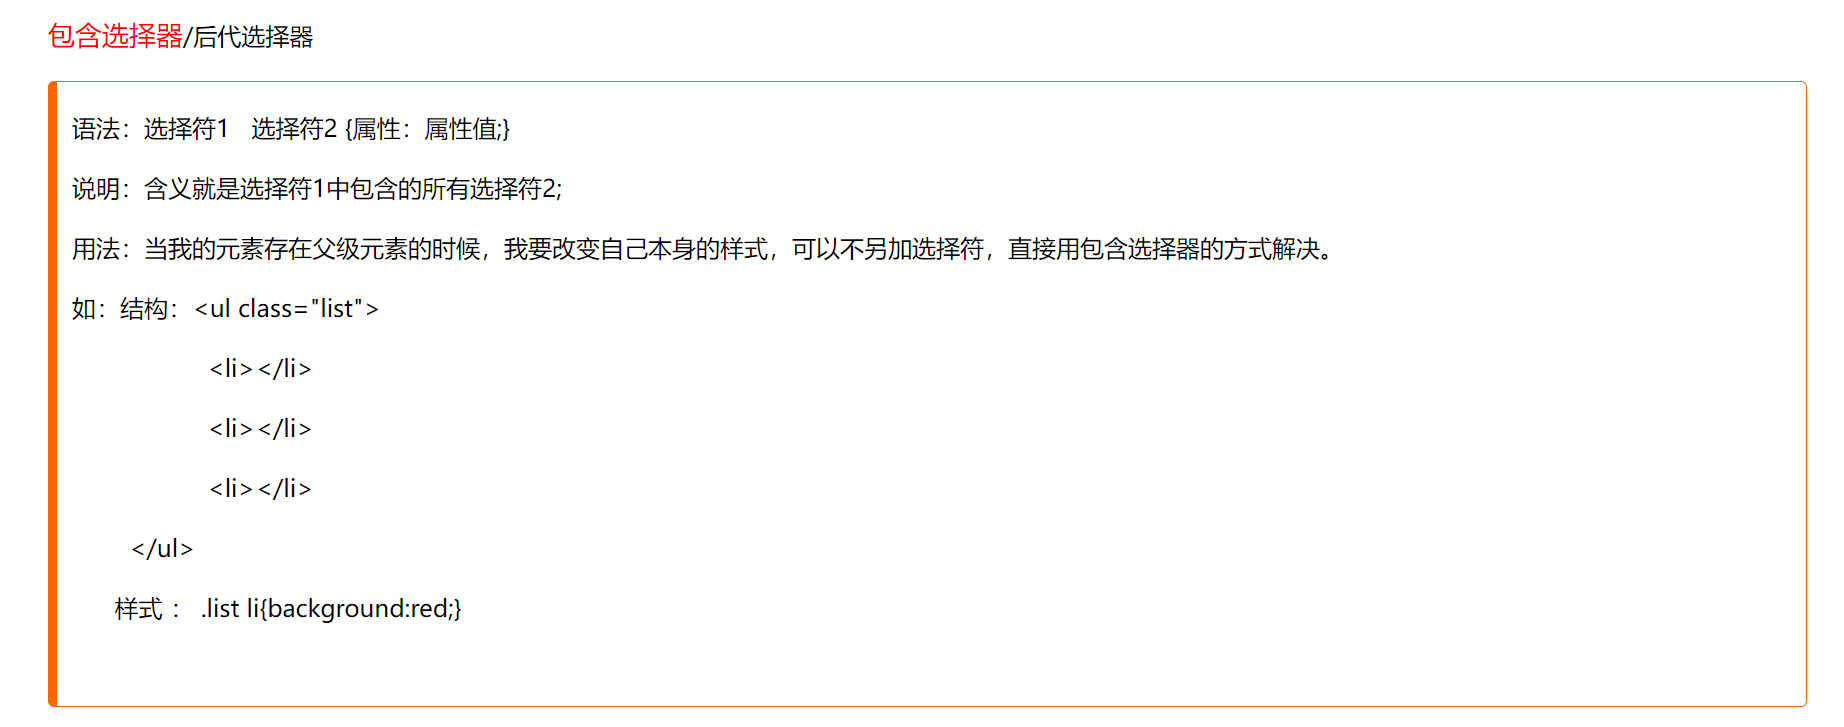 包含选择器/后代选择器
语法：选择符1 选择符2 {属性：属性值;}
说明：含义就是选择符1中包含的所有选择符2;
用法：当我的元素存在父级元素的时候，我要改变自己本身的样式，可以不另加选择符，直接用包含选择器的方式解决。
如：结构：<ul class="list">
<li></li>
<li></li>
<li></li>
</ul>
样式 ： .list li{background:red;}